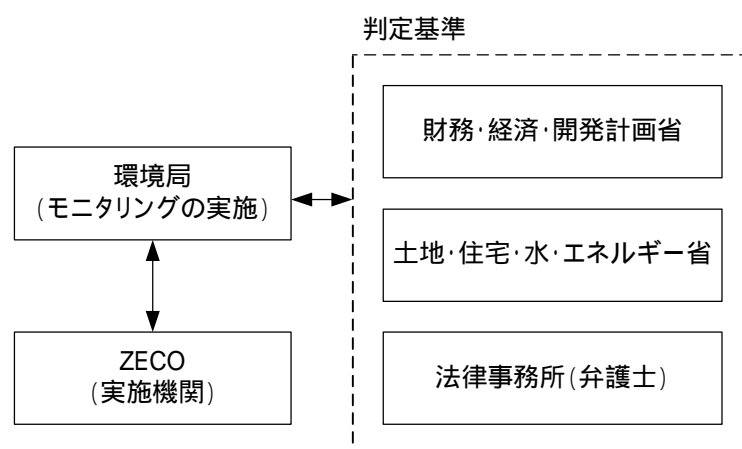 判定基準
財務・経済・開発計画省
環境局
(モニタリングの実施)
土地・住宅・水・エネルギー省
ZECO
(実施機関)
法律事務所(弁護士)